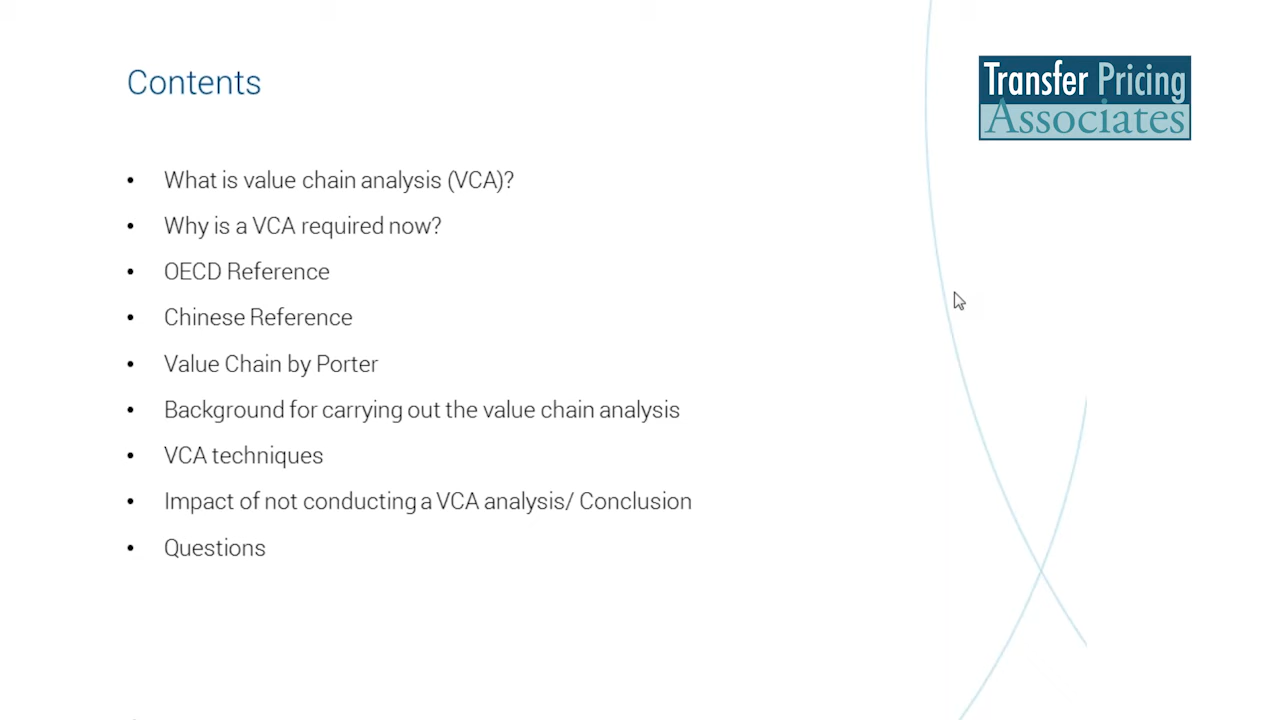 Contents
Transfer Pricing
Associates
• What is value chain analysis (VCA)?
• Why is a VCA required now?
• OECD Reference
• Chinese Reference
• Value Chain by Porter
• Background for carrying out the value chain analysis
• VCA techniques
• Impact of not conducting a VCA analysis/ Conclusion
• Questions